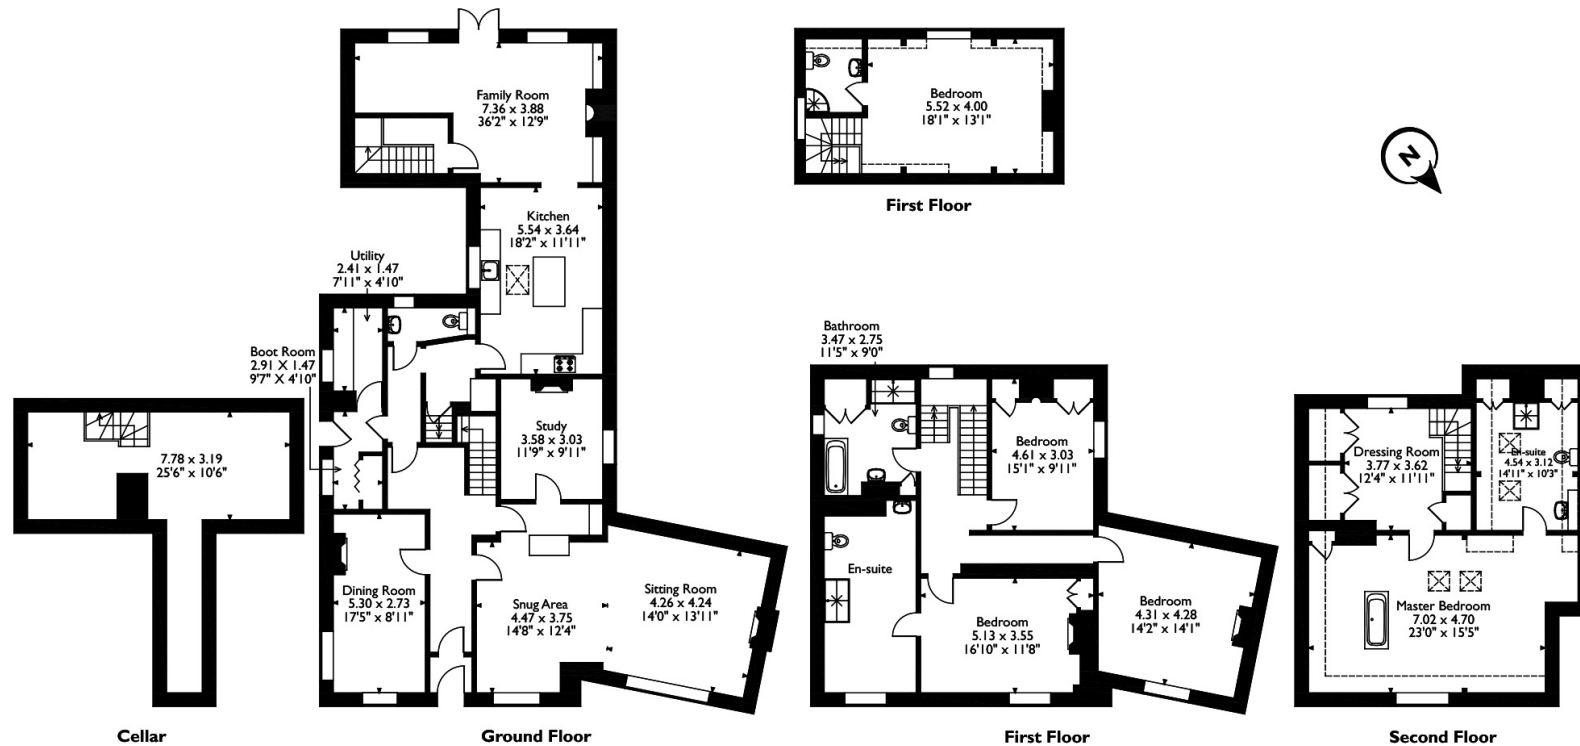 Family Room
7.36 x 3.88
36'2" x 12'9"
Bedroom
5.52 x 4.00
18'1" x 13'1"
N
First Floor
Kitchen
5.54 x 3.64
18'2" x 11'11"
Utility
2.41 x 1.47
7'11" x 4'10"
Boot Room
2.91 X 1.47
9'7" X 4'10"
Bathroom
3.47 x 2.75
11'5" x 9'0"
7.78 x 3.19
25'6" x 10'6"
Study
3.58 x 3.03
11'9" x 9'11"
Bedroom
4.61 x 3.03
15'1" x 9'11"
Dressing Room
3.77 x 3.62
12'4" x 11'11"
En-suite
4.54 x 3.12
14'11" x 10'3"
Dining Room
5.30 x 2.73
17'5" x 8'11"
Snug Area
4.47 x 3.75
14'8" x 12'4"
Sitting Room
4.26 x 4.24
14'0" x 13'11"
En-suite
Bedroom
5.13 x 3.55
16'10" x 11'8"
Bedroom
4.31 x 4.28
14'2" x 14'1"
Master Bedroom
7.02 x 4.70
23'0" x 15'5"
Cellar
Ground Floor
First Floor
Second Floor